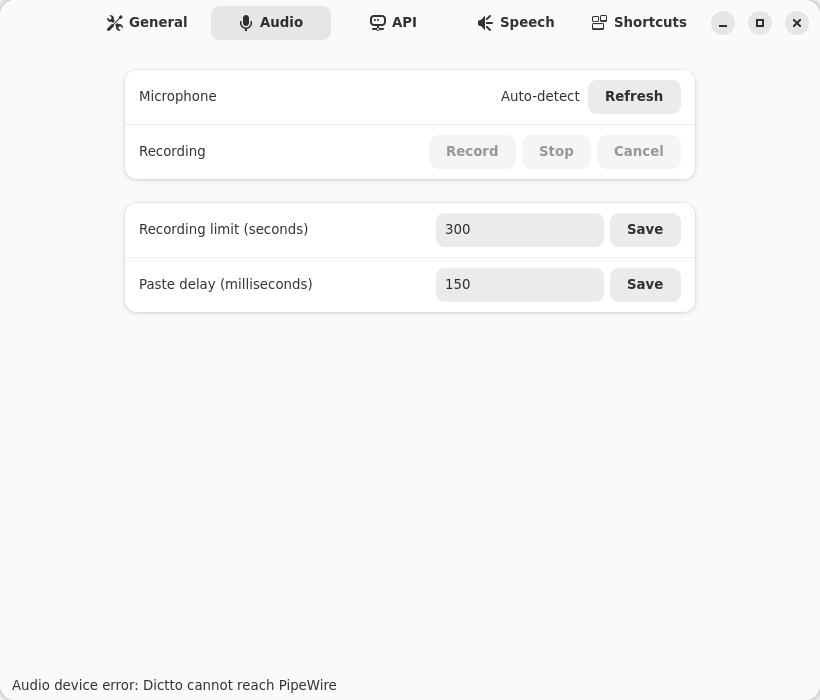 General Audio API Speech Shortcuts
Microphone Auto-detect Refresh
Recording Record Stop Cancel
Recording limit (seconds) 300 Save
Paste delay (milliseconds) 150 Save
Audio device error: Dictto cannot reach PipeWire